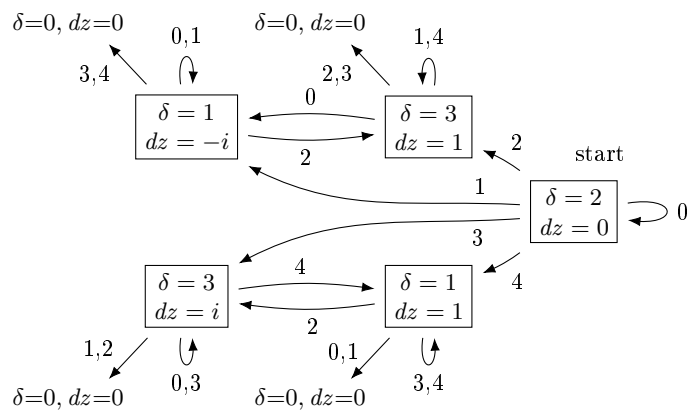 δ=0, dz=0
δ=0, dz=0
0,1
1,4
3,4
2,3
0
δ = 1
dz = −i
δ = 3
dz = 1
2
2
start
1
δ = 2
dz = 0
0
3
4
4
δ = 3
dz = i
δ = 1
dz = 1
2
1,2
0,1
0,3
3,4
δ=0, dz=0
δ=0, dz=0